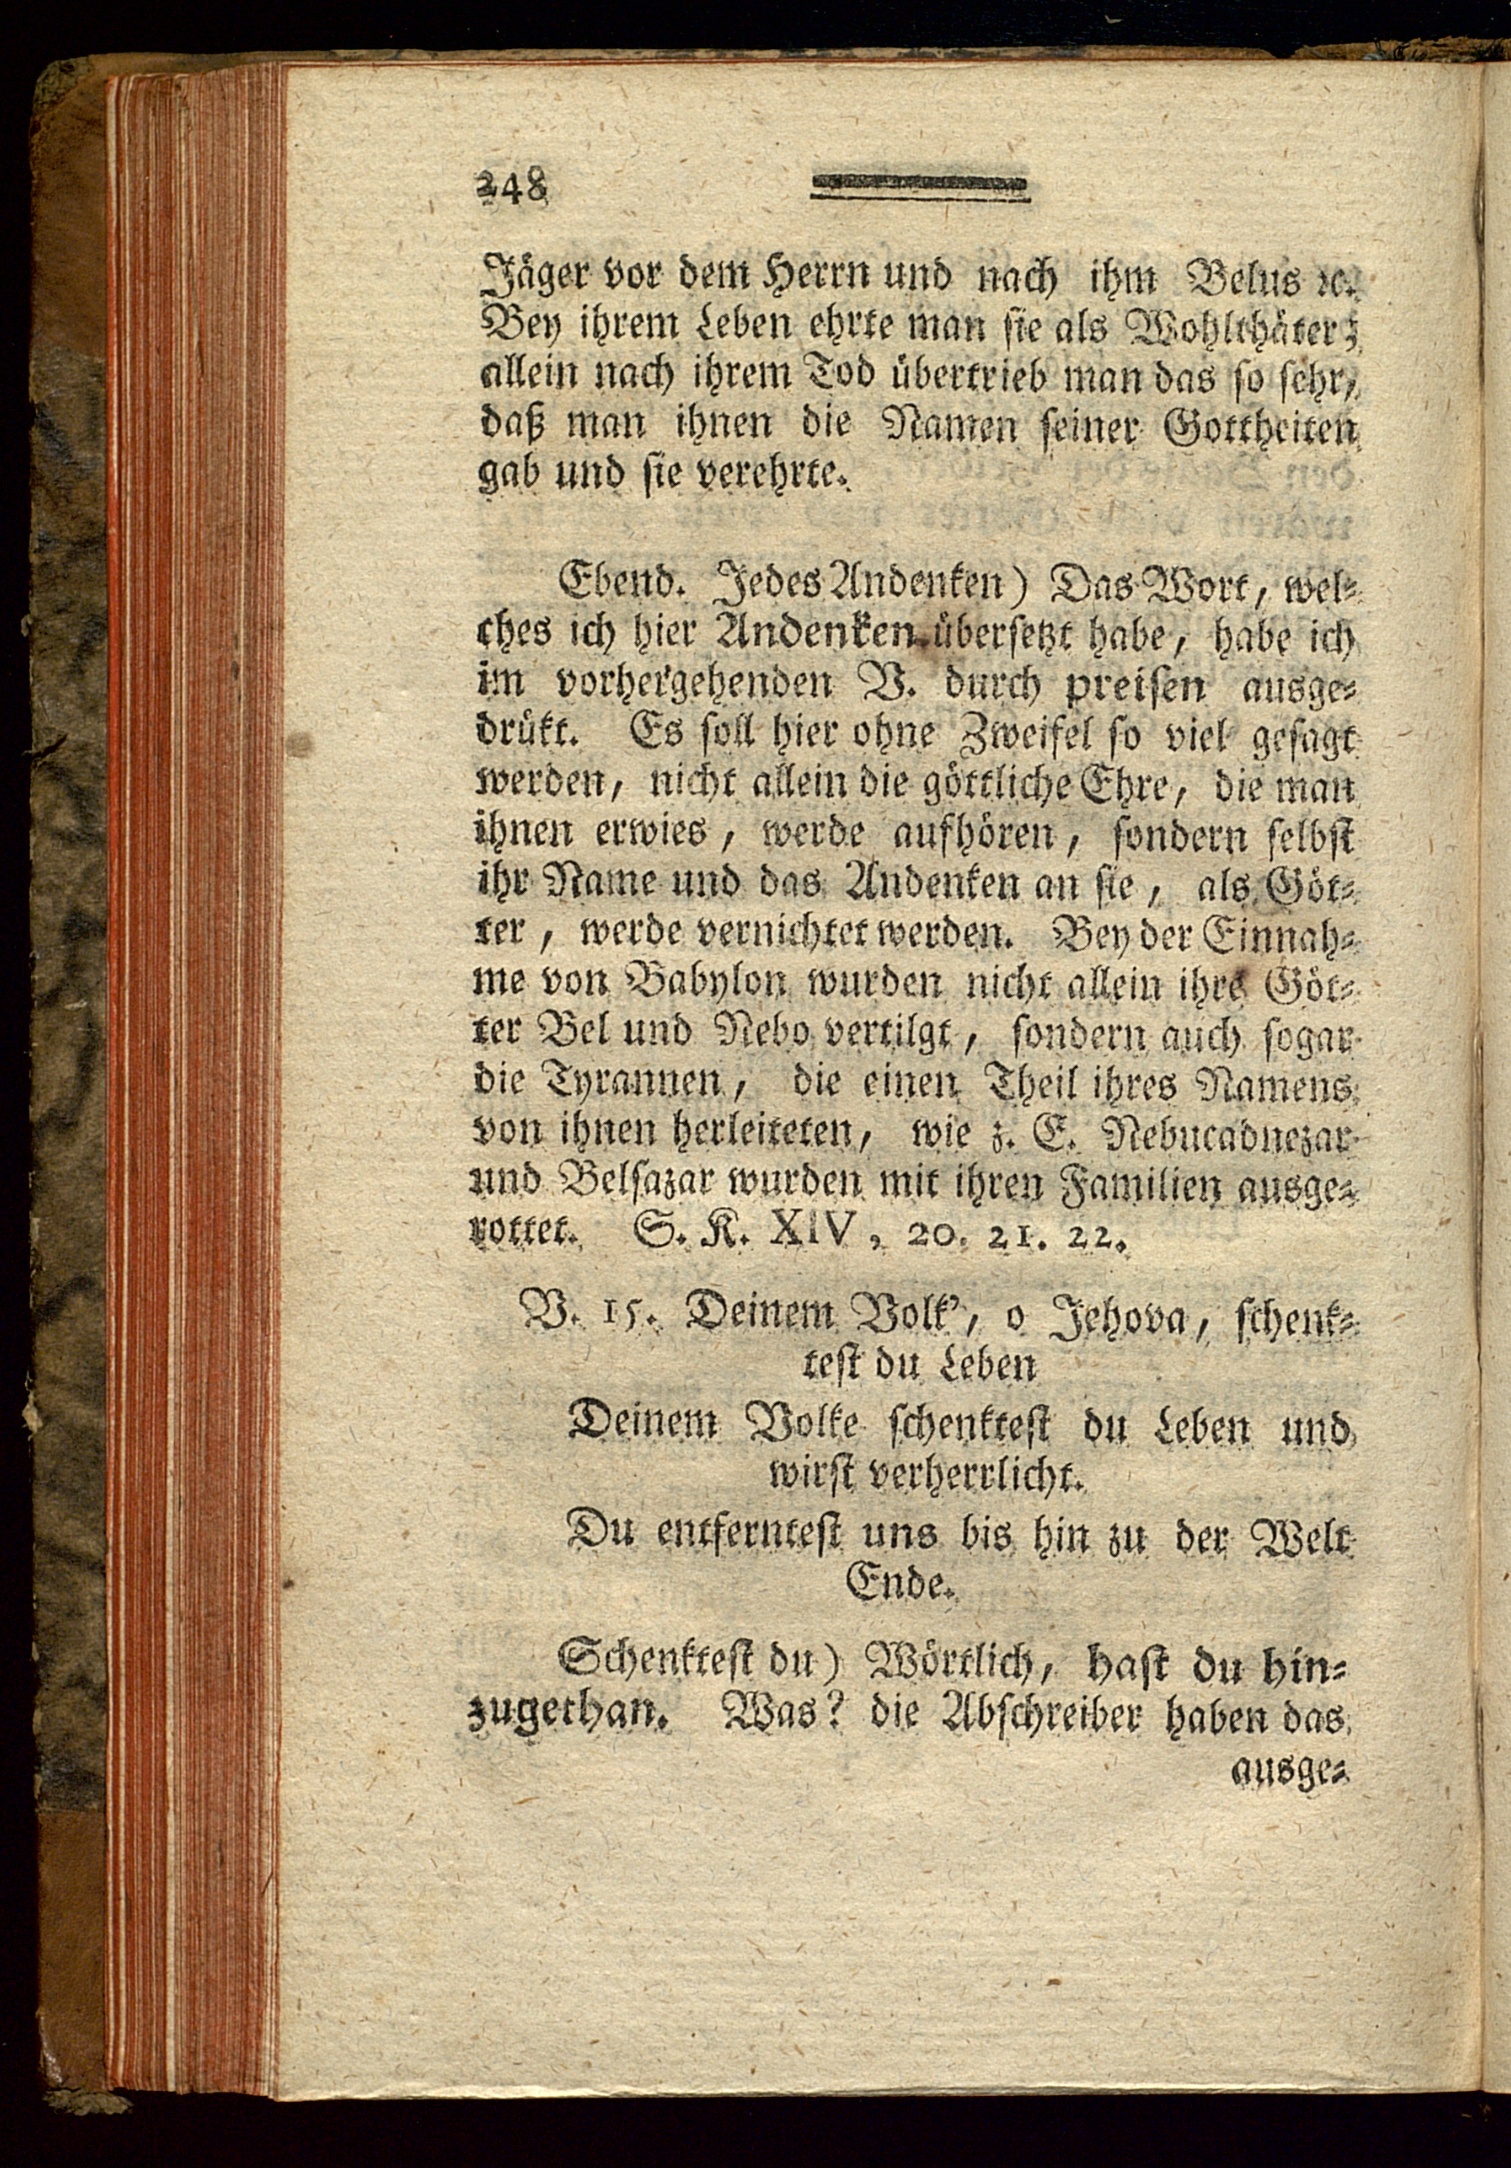 248
Jäger vor dem Herrn und nach ihm Belus ꝛc.
Bey ihrem Leben ehrte man sie als Wohlthäter;
allein nach ihrem Tod übertrieb man das so sehr,
daß man ihnen die Namen seiner Gottheiten
gab und sie verehrte.
Ebend. Jedes Andenken) Das Wort, wel⸗
ches ich hier Andenken übersetzt habe, habe ich
im vorhergehenden V. durch preisen ausge⸗
drükt. Es soll hier ohne Zweifel so viel gesagt
werden, nicht allein die göttliche Ehre, die man
ihnen erwies, werde aufhören, sondern selbst
ihr Name und das Andenken an sie, als Göt⸗
ter, werde vernichtet werden. Bey der Einnah⸗
me von Babylon wurden nicht allein ihre Göt⸗
ter Bel und Nebo vertilgt, sondern auch sogar
die Tyrannen, die einen Theil ihres Namens
von ihnen herleiteten, wie z. E. Nebucadnezar
und Belsazar wurden mit ihren Familien ausge⸗
rottet. S. K. XIV, 20. 21. 22.
V. 15. Deinem Volk', o Jehova, schenk⸗
test du Leben
Deinem Volke schenktest du Leben und
wirst verherrlicht.
Du entferntest uns bis hin zu der Welt
Ende.
Schenktest du) Wörtlich, hast du hin⸗
zugethan. Was? die Abschreiber haben das
ausge⸗